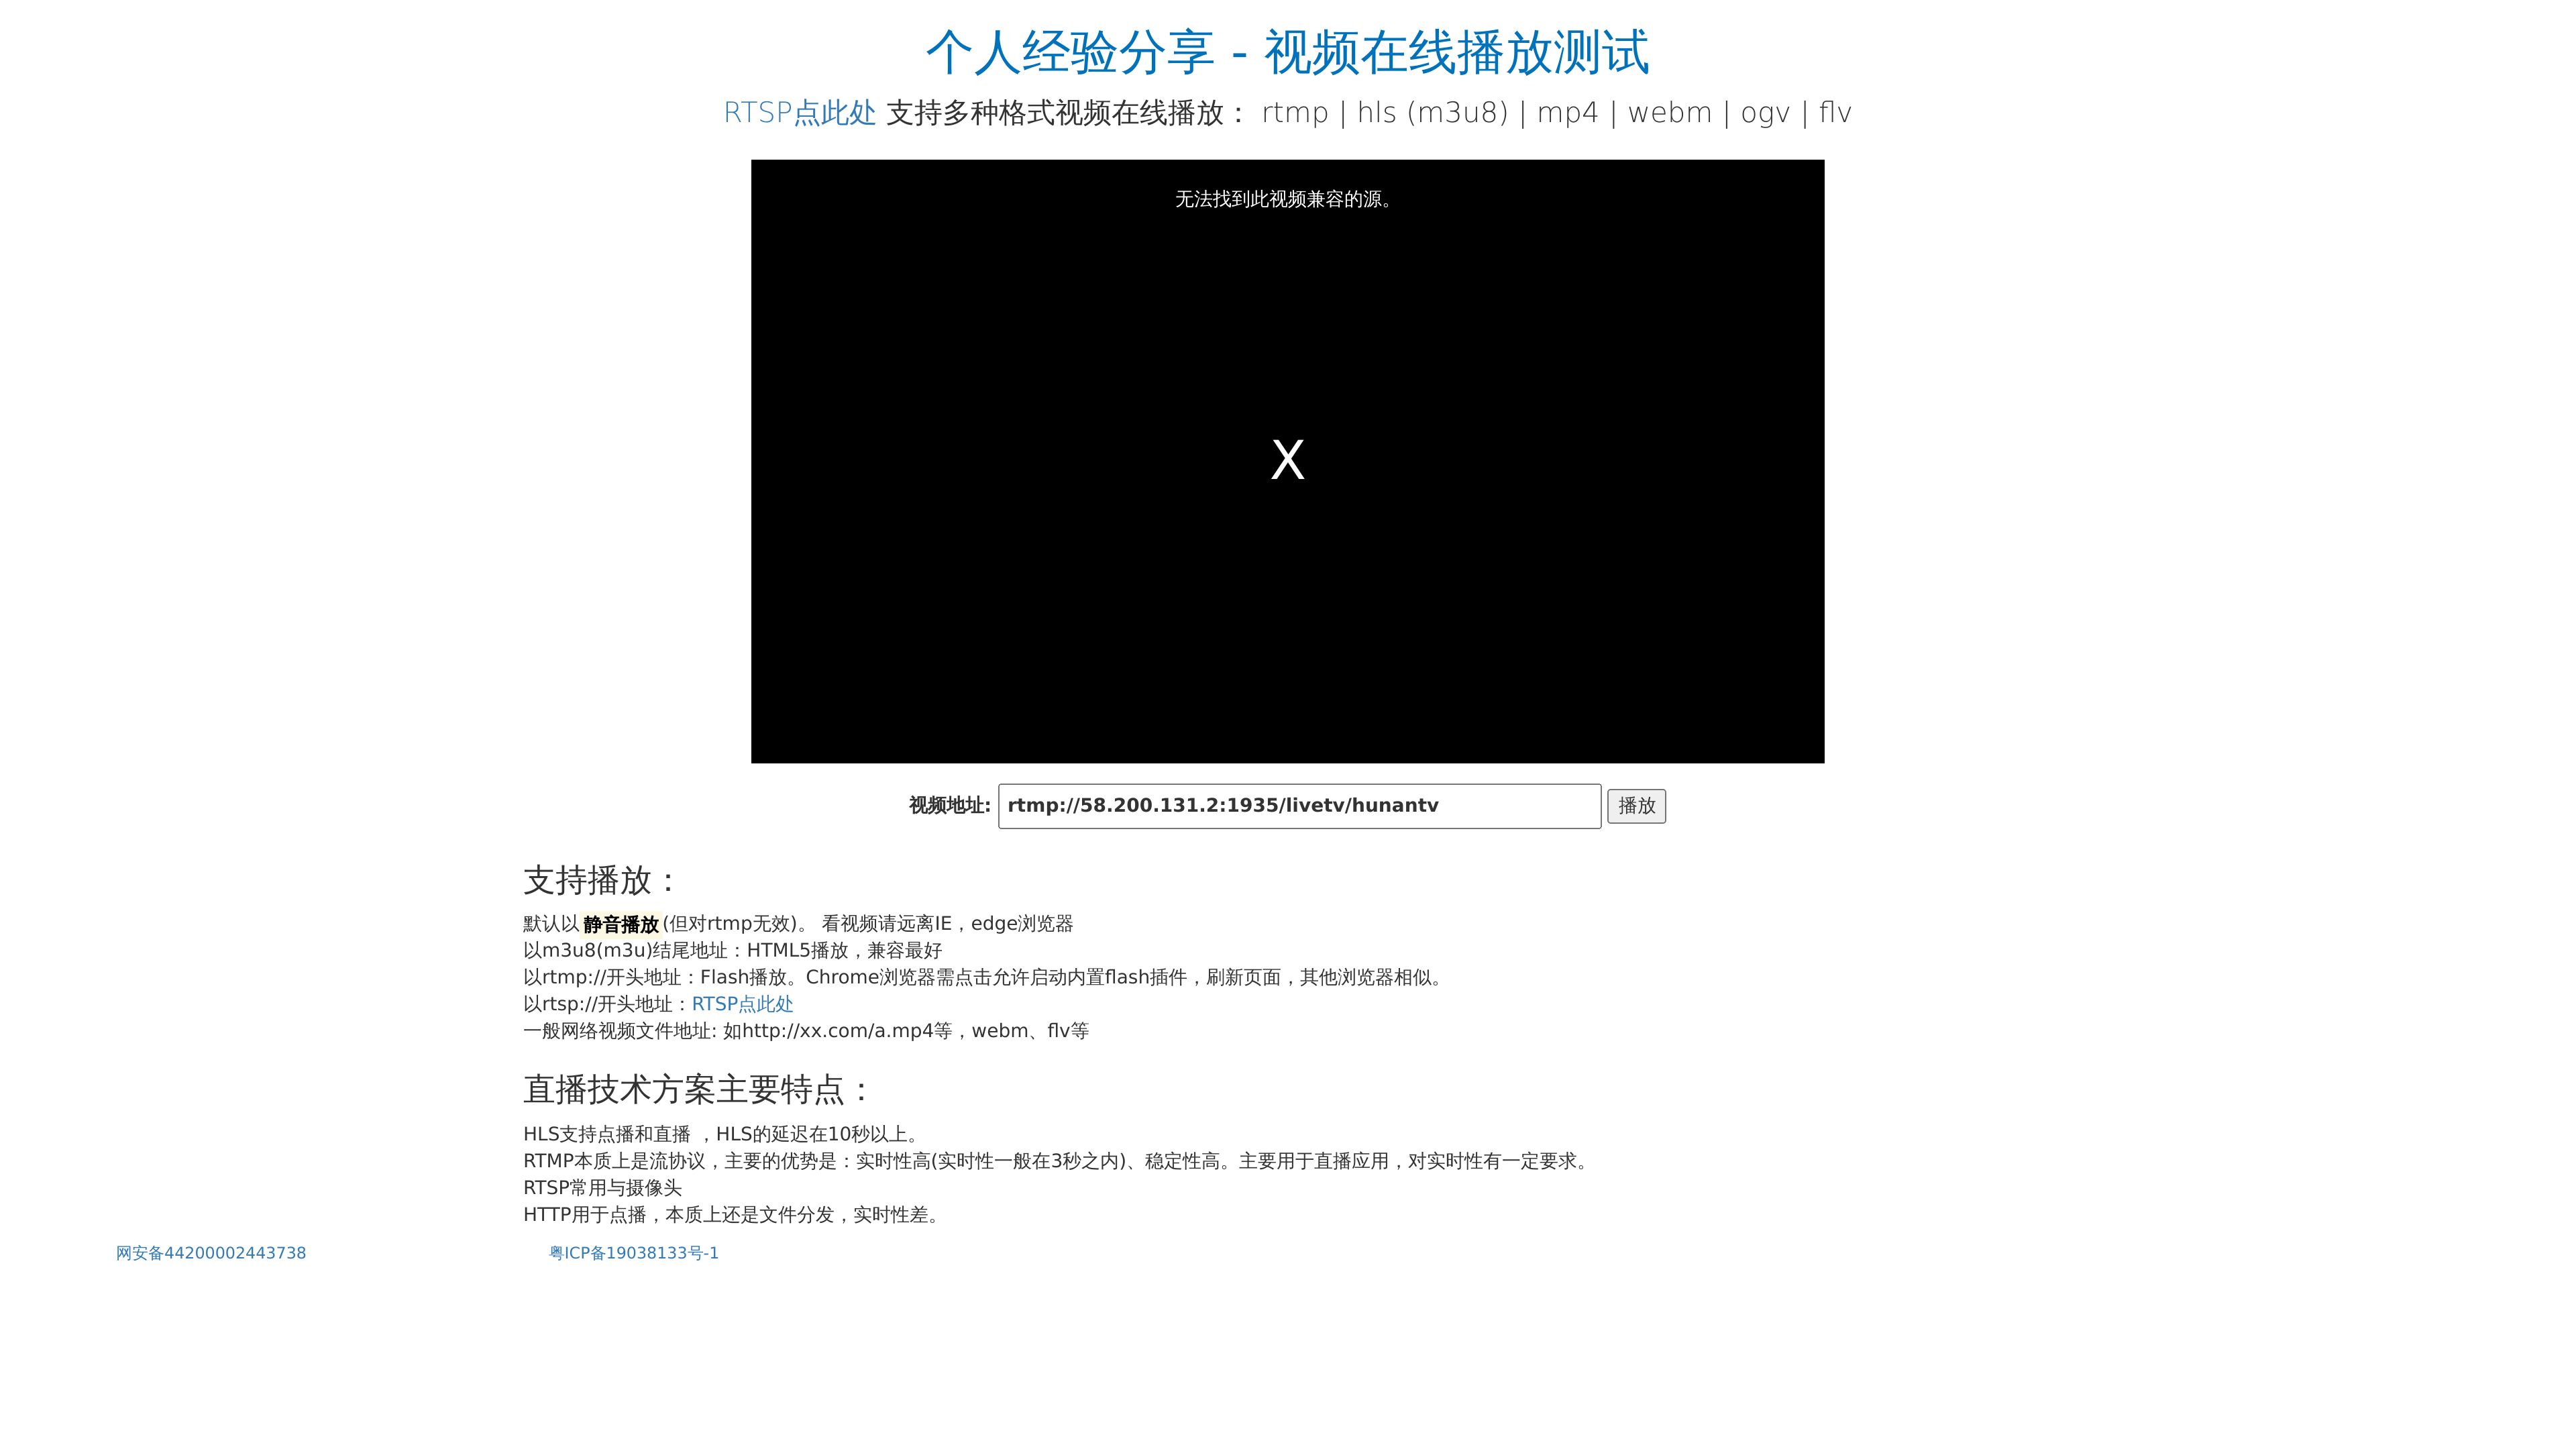 个人经验分享 - 视频在线播放测试
RTSP点此处 支持多种格式视频在线播放： rtmp | hls (m3u8) | mp4 | webm | ogv | flv
无法找到此视频兼容的源。
X
视频地址: rtmp://58.200.131.2:1935/livetv/hunantv 播放
支持播放：
默认以 静音播放 (但对rtmp无效)。 看视频请远离IE，edge浏览器
以m3u8(m3u)结尾地址：HTML5播放，兼容最好
以rtmp://开头地址：Flash播放。Chrome浏览器需点击允许启动内置flash插件，刷新页面，其他浏览器相似。
以rtsp://开头地址：RTSP点此处
一般网络视频文件地址: 如http://xx.com/a.mp4等，webm、flv等
直播技术方案主要特点：
HLS支持点播和直播 ，HLS的延迟在10秒以上。
RTMP本质上是流协议，主要的优势是：实时性高(实时性一般在3秒之内)、稳定性高。主要用于直播应用，对实时性有一定要求。
RTSP常用与摄像头
HTTP用于点播，本质上还是文件分发，实时性差。
网安备44200002443738 粤ICP备19038133号-1